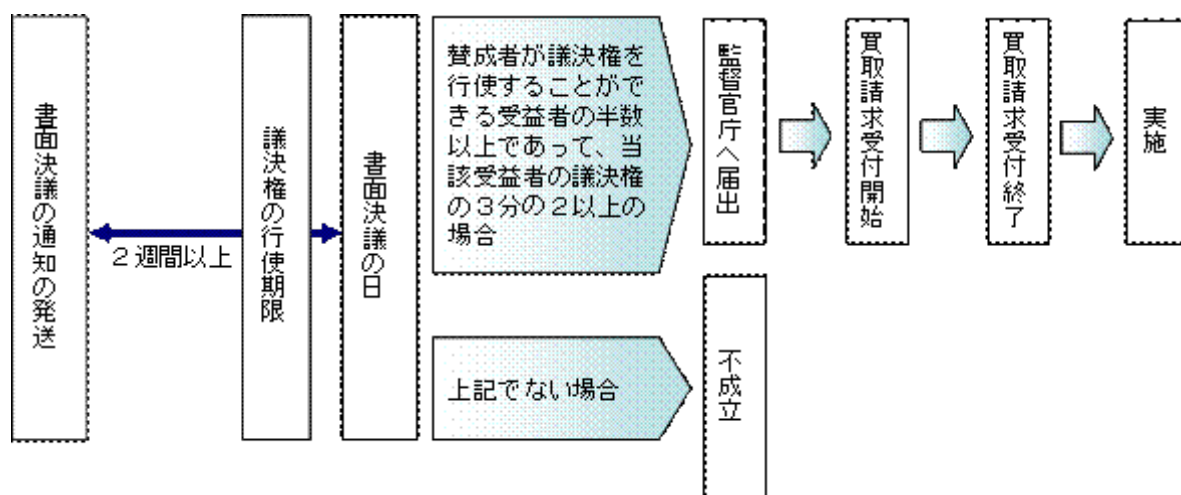 書面決議の通知の発送
２週間以上
議決権の行使期限
書面決議の日
賛成者が議決権を
行使することがで
きる受益者の半数
以上であって、当
該受益者の議決権
の３分の２以上の
場合
監督官庁へ届出
買取請求受付開始
買取請求受付終了
実施
上記でない場合
不成立